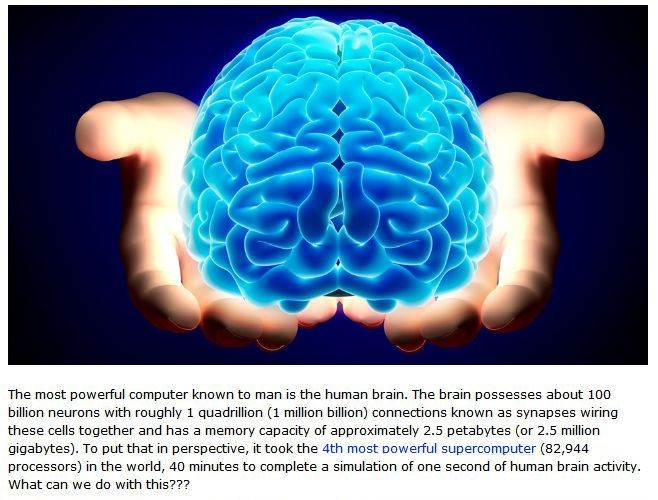 The most powerful computer known to man is the human brain. The brain possesses about 100
billion neurons with roughly 1 quadrillion (1 million billion) connections known as synapses wiring
these cells together and has a memory capacity of approximately 2.5 petabytes (or 2.5 million
gigabytes). To put that in perspective, it took the 4th most powerful supercomputer (82,944
processors) in the world, 40 minutes to complete a simulation of one second of human brain activity.
What can we do with this???